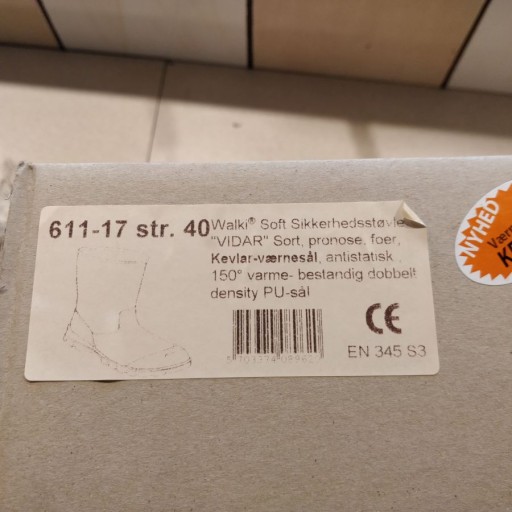 611-17 str. 40
Walki® Soft Sikkerhedsstøvle
"VIDAR" Sort, pronose, foer,
Kevlar-værnesål, antistatisk
150° varme- bestandig dobbelt
density PU-sål
CE
EN 345 S3
NYHED